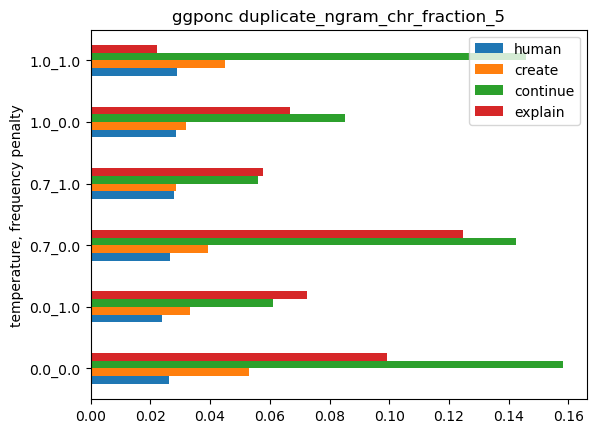 ggponc duplicate_ngram_chr_fraction_5
temperature, frequency penalty
1.0_1.0
1.0_0.0
0.7_1.0
0.7_0.0
0.0_1.0
0.0_0.0
human
create
continue
explain
0.00 0.02 0.04 0.06 0.08 0.10 0.12 0.14 0.16